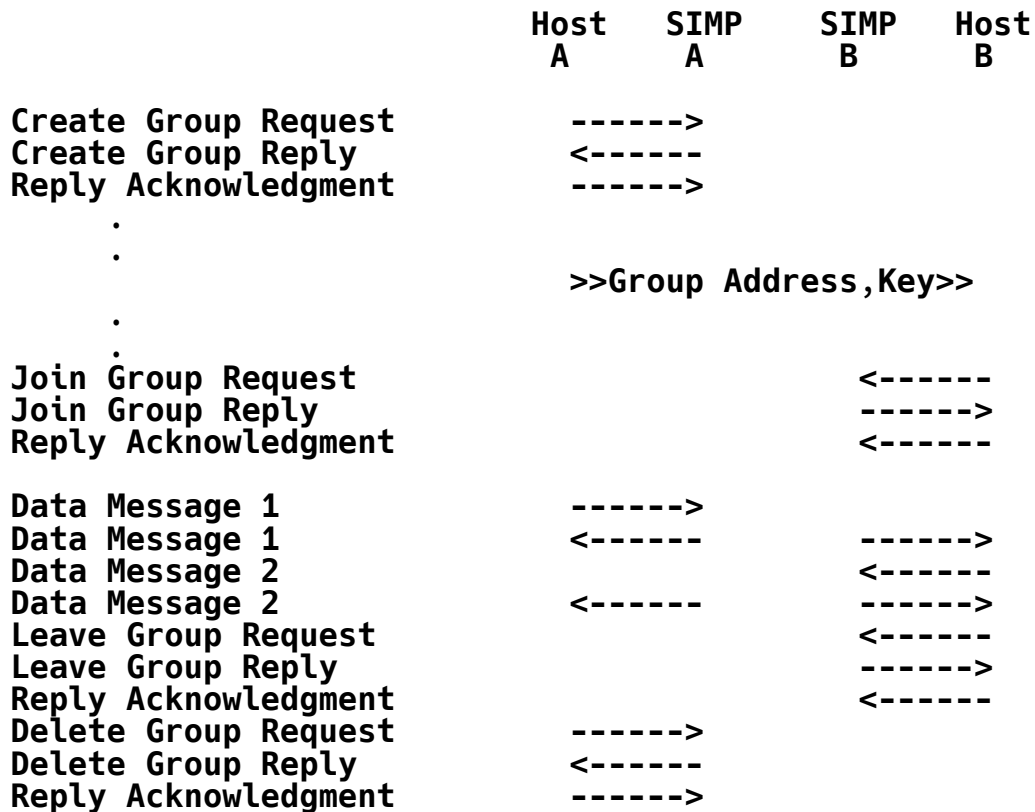 Host   SIMP    SIMP   Host
                            A      A       B      B

Create Group Request         ------>
Create Group Reply           <------
Reply Acknowledgment         ------>
     .
     .
                             >>Group Address,Key>>
     .
     .
Join Group Request                          <------
Join Group Reply                            ------>
Reply Acknowledgment                        <------

Data Message 1               ------>
Data Message 1               <------        ------>
Data Message 2                              <------
Data Message 2               <------        ------>
Leave Group Request                         <------
Leave Group Reply                           ------>
Reply Acknowledgment                        <------
Delete Group Request         ------>
Delete Group Reply           <------
Reply Acknowledgment         ------>